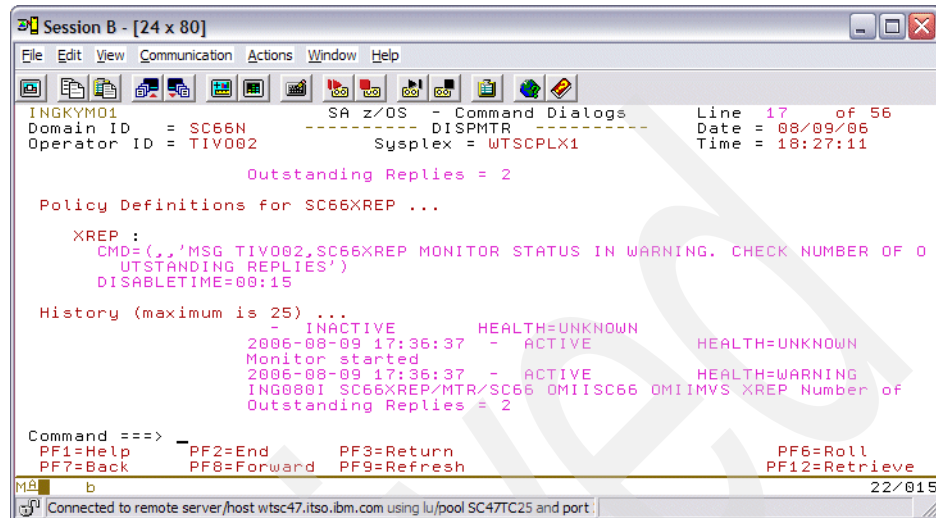 Session B - [24 x 80]
File Edit View Communication Actions Window Help
INGKYMO1 SA z/OS - Command Dialogs Line 17 of 56
Domain ID = SC66N ---------- DISPMTR ---------- Date = 08/09/06
Operator ID = TIVO02 Sysplex = WTSCPLX1 Time = 18:27:11
Outstanding Replies = 2
Policy Definitions for SC66XREP ...
XREP :
CMD=(,,'MSG TIVO02,SC66XREP MONITOR STATUS IN WARNING. CHECK NUMBER OF O
UTSTANDING REPLIES')
DISABLETIME=00:15
History (maximum is 25) ...
- INACTIVE HEALTH=UNKNOWN
2006-08-09 17:36:37 - ACTIVE HEALTH=UNKNOWN
Monitor started
2006-08-09 17:36:37 - ACTIVE HEALTH=WARNING
ING080I SC66XREP/MTR/SC66 OMIISC66 OMIIMVS XREP Number of
Outstanding Replies = 2
Command ===> _
PF1=Help PF2=End PF3=Return PF6=Roll
PF7=Back PF8=Forward PF9=Refresh PF12=Retrieve
MA b 22/015
Connected to remote server/host wtsc47.itso.ibm.com using lu/pool SC47TC25 and port